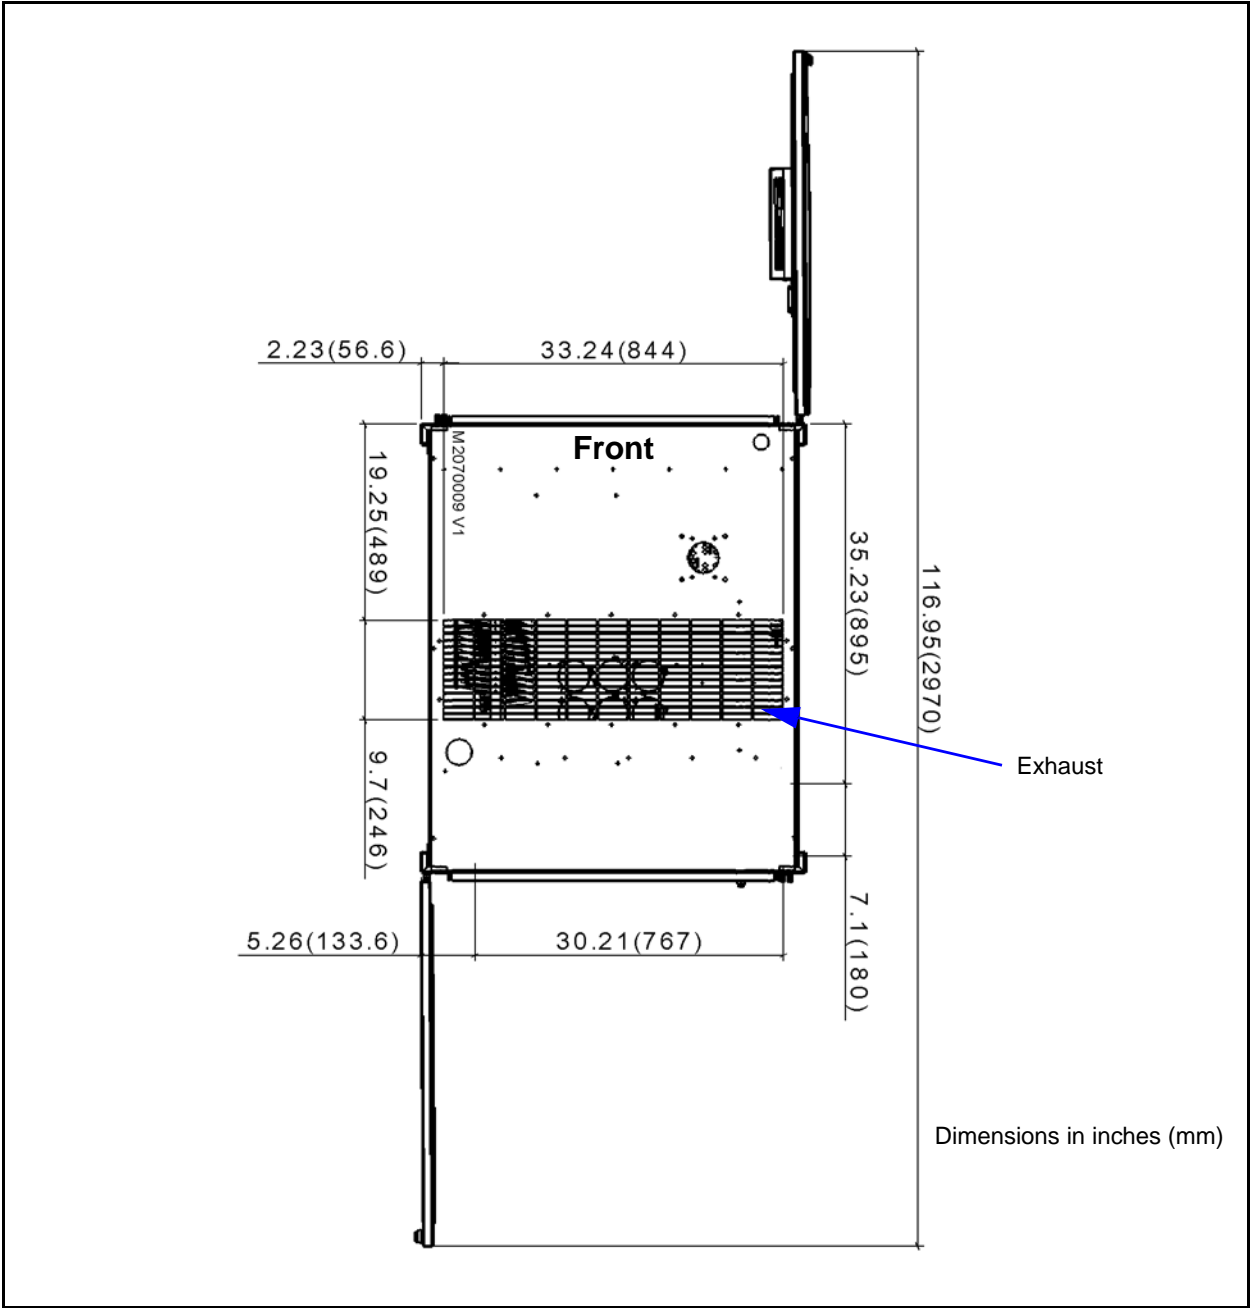 2.23(56.6)
33.24(844)
Front
M2070009 V1
19.25(489)
35.23(895)
116.95(2970)
Exhaust
9.7(246)
7.1(180)
5.26(133.6)
30.21(767)
Dimensions in inches (mm)